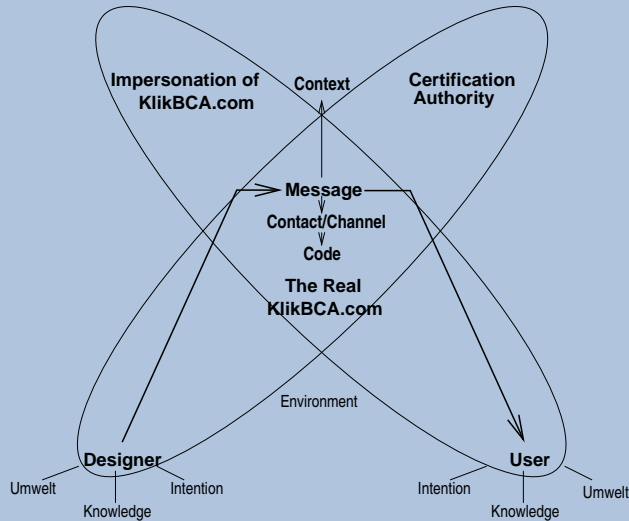 Impersonation of
KlikBCA.com
Context
Certification
Authority
Message
Contact/Channel
Code
The Real
KlikBCA.com
Environment
Designer
User
Umwelt
Intention
Knowledge
Intention
Umwelt
Knowledge